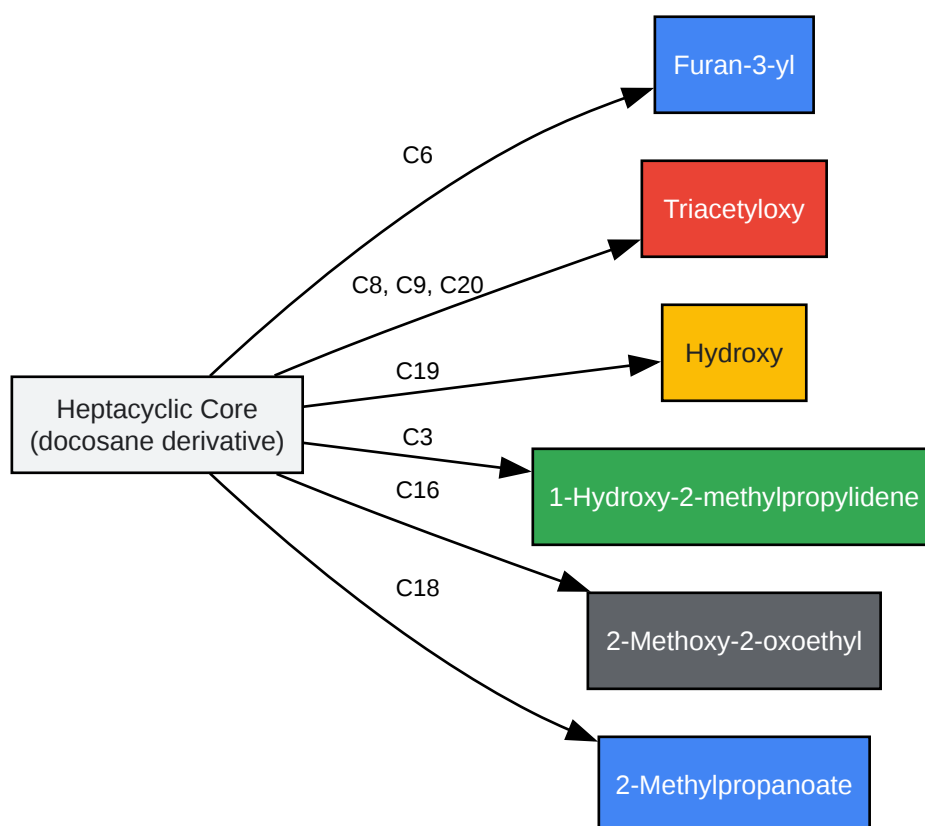 Furan-3-yl
C6
Triacetyloxy
C8, C9, C20
Hydroxy
C19
Heptacyclic Core
(docosane derivative)
C3
1-Hydroxy-2-methylpropylidene
C16
C18
2-Methoxy-2-oxoethyl
2-Methylpropanoate